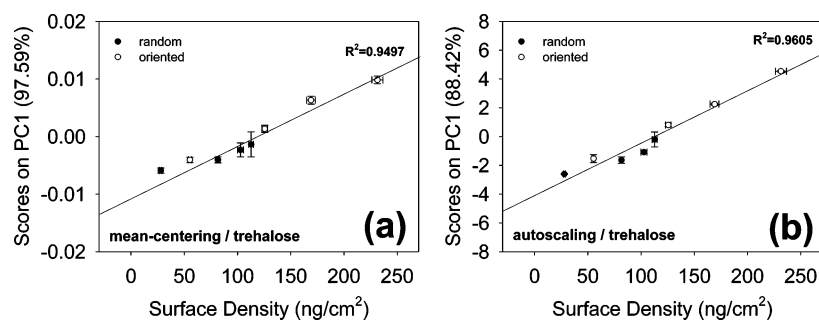 0.02
0.01
0.00
-0.01
-0.02
Scores on PC1 (97.59%)
random
oriented
R²=0.9497
mean-centering / trehalose
(a)
0 50 100 150 200 250
Surface Density (ng/cm²)
8
6
4
2
0
-2
-4
-6
-8
Scores on PC1 (88.42%)
random
oriented
R²=0.9605
autoscaling / trehalose
(b)
0 50 100 150 200 250
Surface Density (ng/cm²)